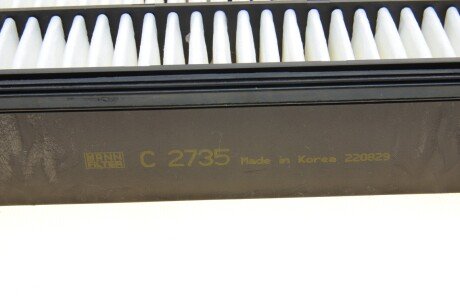 MANN
FILTER
C 2735 Made in Korea 220829